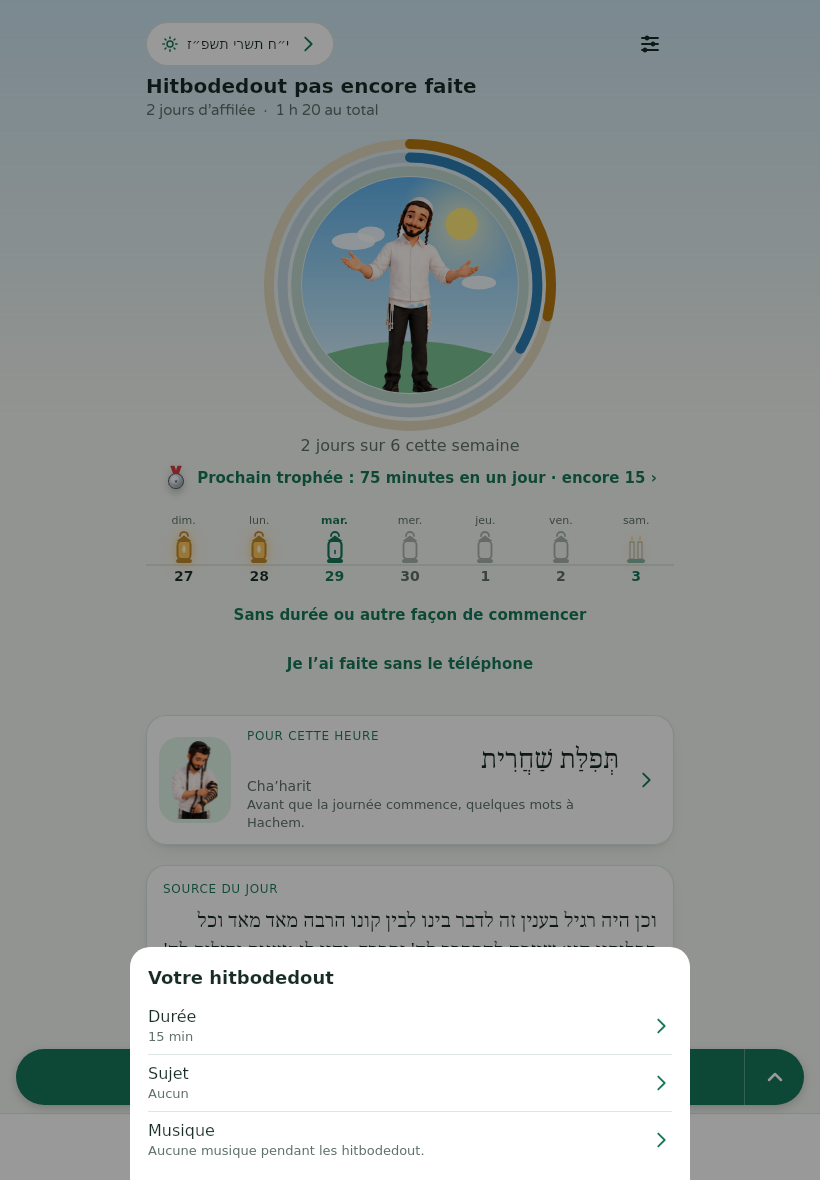 י״ח תשרי תשפ״ז
Hitbodedout pas encore faite
2 jours d’affilée · 1 h 20 au total
2 jours sur 6 cette semaine
Prochain trophée : 75 minutes en un jour · encore 15 ›
dim. lun. mar. mer. jeu. ven. sam.
27 28 29 30 1 2 3
Sans durée ou autre façon de commencer
Je l’ai faite sans le téléphone
POUR CETTE HEURE
תְּפִלַּת שַׁחֲרִית
Cha’harit
Avant que la journée commence, quelques mots à
Hachem.
SOURCE DU JOUR
וכן היה רגיל בענין זה לדבר בינו לבין קונו הרבה מאד מאד וכל
Votre hitbodedout
Durée
15 min
Sujet
Aucun
Musique
Aucune musique pendant les hitbodedout.